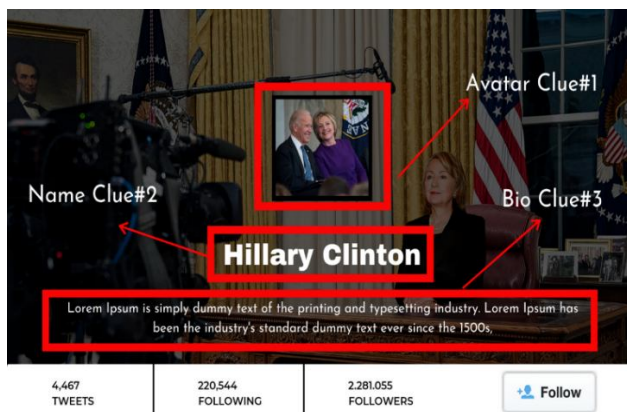 Avatar Clue#1
Name Clue#2
Bio Clue#3
Hillary Clinton
Lorem Ipsum is simply dummy text of the printing and typesetting industry. Lorem Ipsum has
been the industry's standard dummy text ever since the 1500s,
4,467
TWEETS
220,544
FOLLOWING
2.281.055
FOLLOWERS
Follow